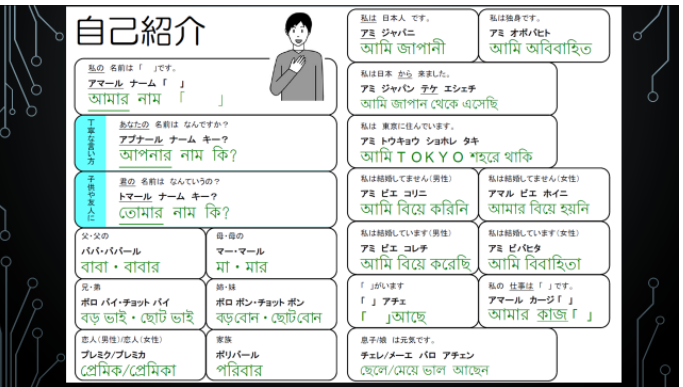 自己紹介
私の 名前は「 」です。
アマール ナーム「 」
আমার নাম 「 」
丁寧な言い方
あなたの 名前は なんですか？
アプナール ナーム キー？
আপনার নাম কি?
子供や友人に
君の 名前は なんていうの？
トマール ナーム キー？
তোমার নাম কি?
父・父の
バパ・バパール
বাবা・বাবার
母・母の
マー・マール
মা・মার
兄・弟
ボロ バイ・チョット バイ
বড় ভাই・ছোট ভাই
姉・妹
ボロ ボン・チョット ボン
বড়বোন・ছোটবোন
恋人(男性)/恋人(女性)
プレミク/プレミカ
প্রেমিক/প্রেমিকা
家族
ポリバール
পরিবার
私は 日本人 です。
アミ ジャパニ
আমি জাপানী
私は独身です。
アミ オボバヒト
আমি অবিবাহিত
私は日本 から 来ました。
アミ ジャパン テケ エシェチ
আমি জাপান থেকে এসেছি
私は 東京に住んでいます。
アミ トウキョウ ショホレ タキ
আমি TOKYO শহরে থাকি
私は結婚してません(男性)
アミ ビエ コリニ
আমি বিয়ে করিনি
私は結婚してません(女性)
アマル ビエ ホイニ
আমার বিয়ে হয়নি
私は結婚しています(男性)
アミ ビエ コレチ
আমি বিয়ে করেছি
私は結婚しています(女性)
アミ ビバヒタ
আমি বিবাহিতা
「 」がいます
「 」アチェ
「 」আছে
私の 仕事は「 」です。
アマール カージ「 」
আমার কাজ「 」
息子/娘 は元気です。
チェレ/メーエ バロ アチェン
ছেলে/মেয়ে ভাল আছেন